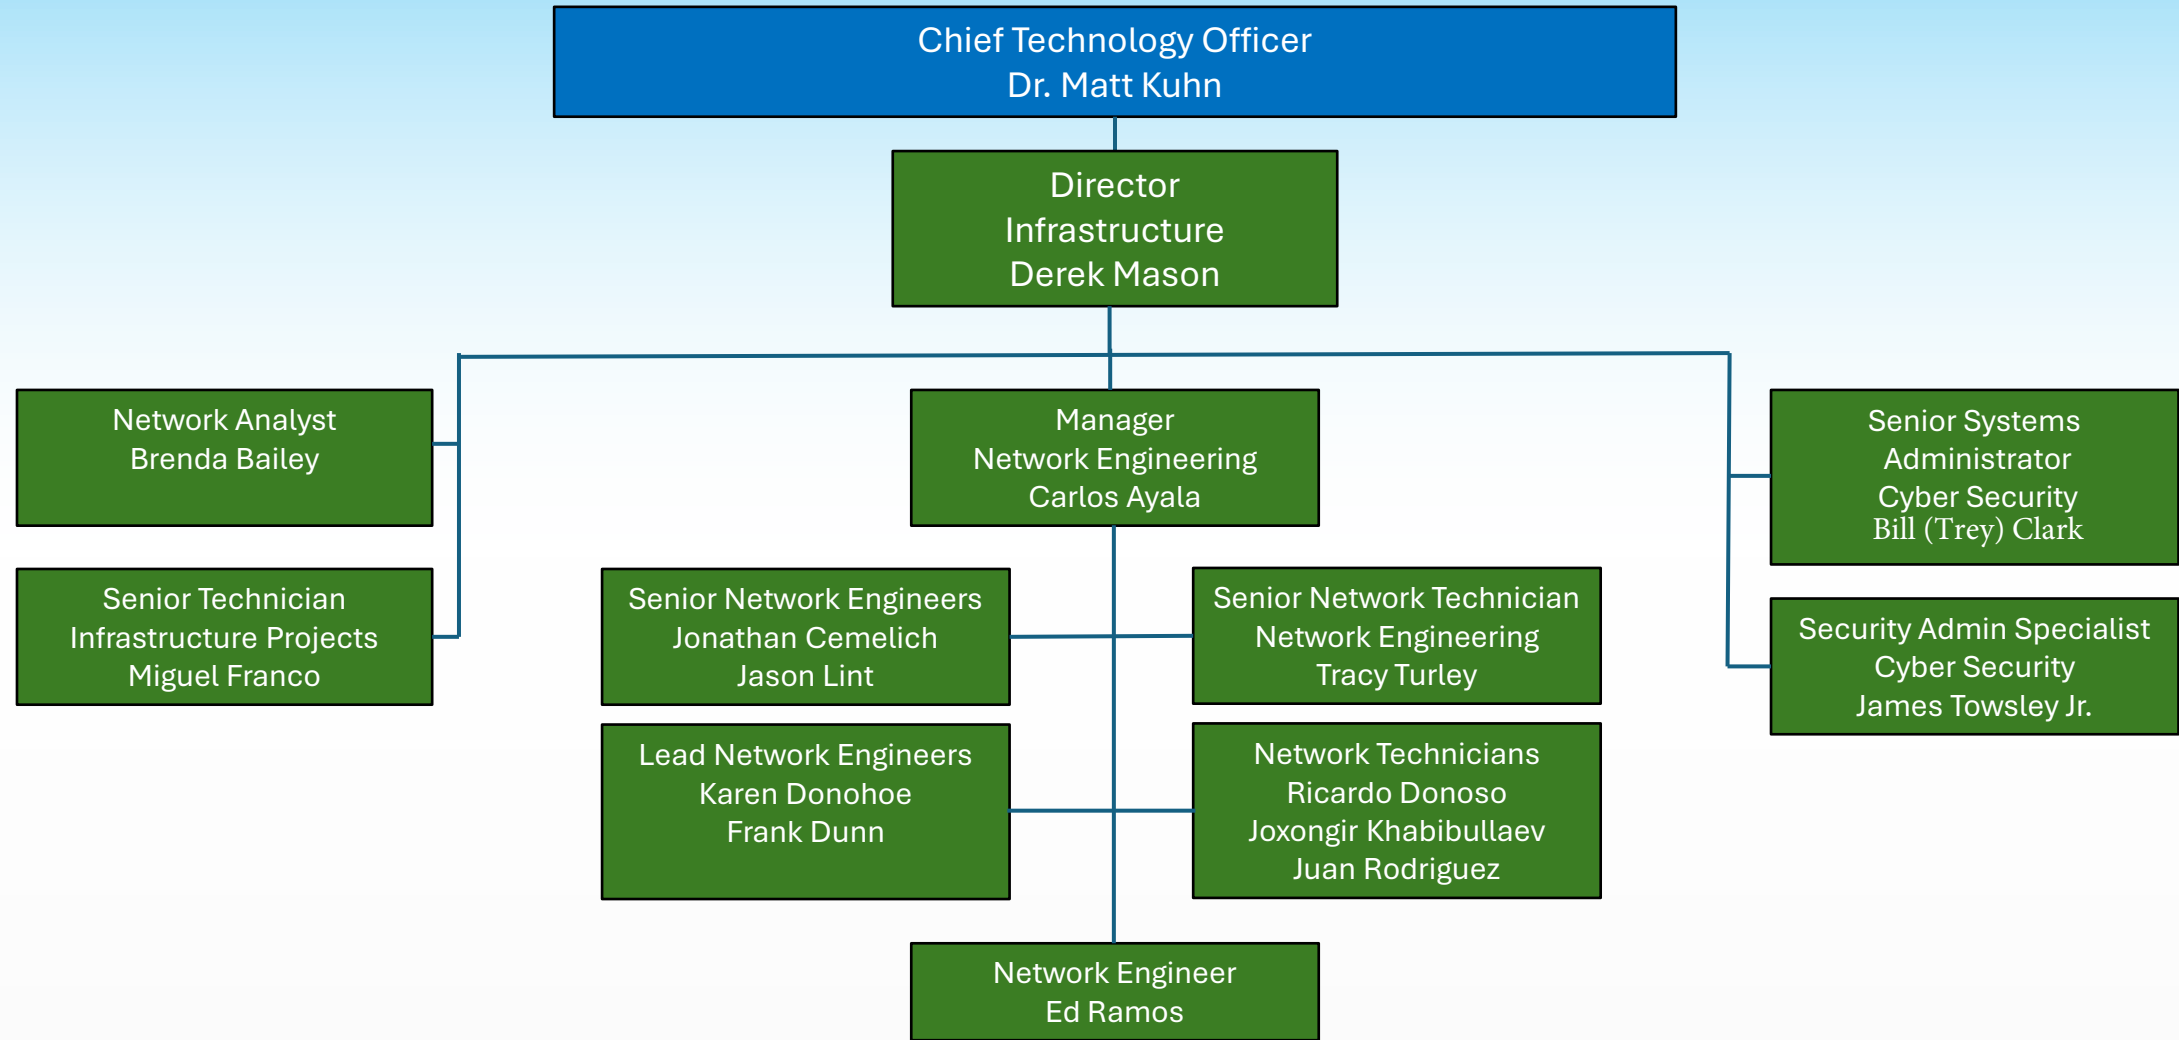 Chief Technology Officer
Dr. Matt Kuhn
Director
Infrastructure
Derek Mason
Network Analyst
Brenda Bailey
Manager
Network Engineering
Carlos Ayala
Senior Systems
Administrator
Cyber Security
Bill (Trey) Clark
Senior Technician
Infrastructure Projects
Miguel Franco
Senior Network Engineers
Jonathan Cemelich
Jason Lint
Senior Network Technician
Network Engineering
Tracy Turley
Security Admin Specialist
Cyber Security
James Towsley Jr.
Lead Network Engineers
Karen Donohoe
Frank Dunn
Network Technicians
Ricardo Donoso
Joxongir Khabibullaev
Juan Rodriguez
Network Engineer
Ed Ramos